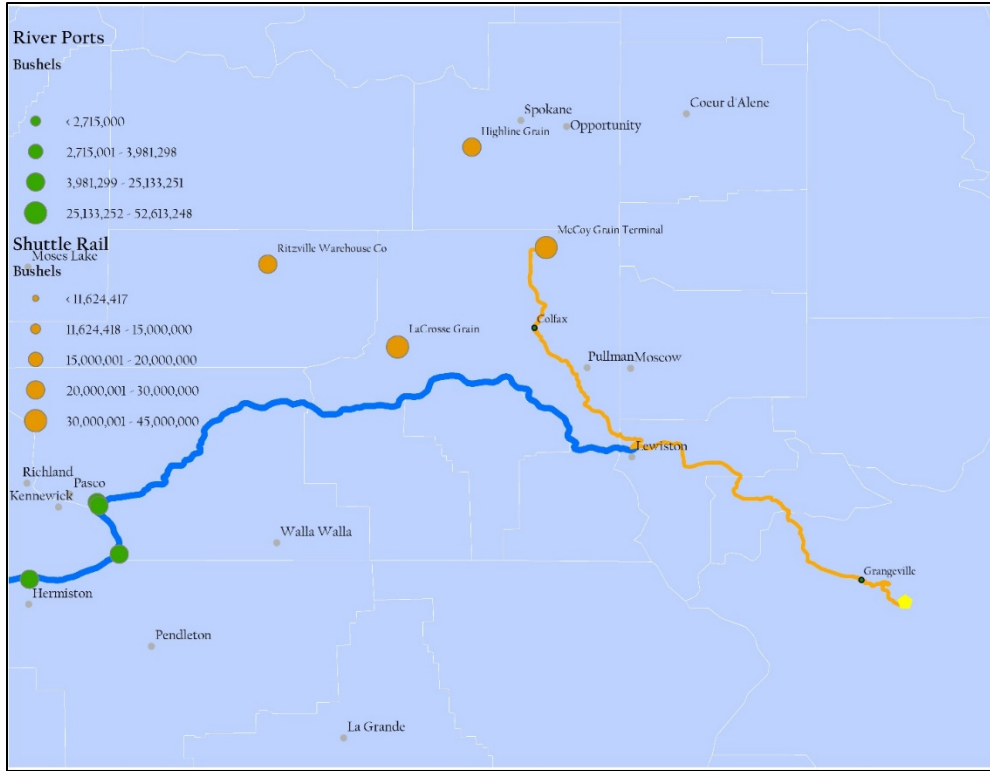 River Ports
Bushels
< 2,715,000
2,715,001 - 3,981,298
3,981,299 - 25,133,251
25,133,252 - 52,613,248
Shuttle Rail
Moses Lake
Bushels
< 11,624,417
11,624,418 - 15,000,000
15,000,001 - 20,000,000
20,000,001 - 30,000,000
30,000,001 - 45,000,000
Coeur d'Alene
Spokane
Opportunity
Highline Grain
McCoy Grain Terminal
Ritzville Warehouse Co
Colfax
LaCrosse Grain
Pullman
Moscow
Lewiston
Richland
Pasco
Kennewick
Walla Walla
Grangeville
Hermiston
Pendleton
La Grande